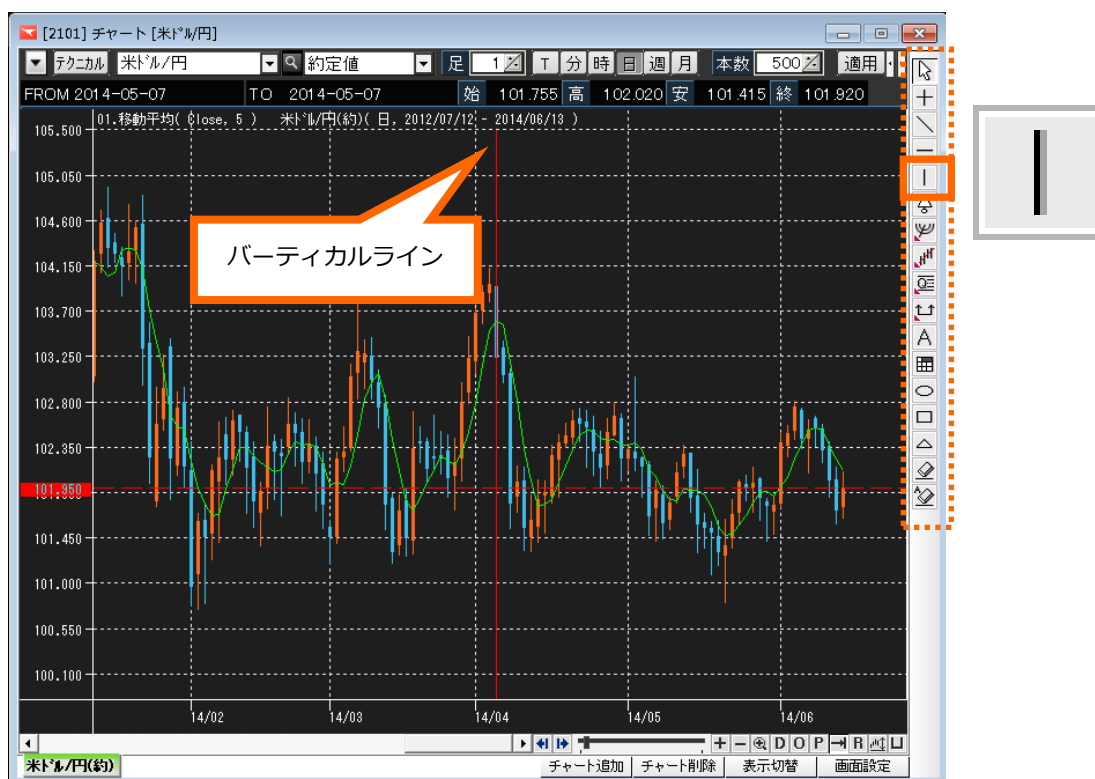 [2101] チャート [米ドル/円]
テクニカル 米ドル/円 約定値 足 1 T 分 時 日 週 月 本数 500 適用
FROM 2014-05-07 TO 2014-05-07 始 101.755 高 102.020 安 101.415 終 101.920
01.移動平均( Close, 5 ) 米ドル/円(約)( 日, 2012/07/12 - 2014/06/13 )
105.500
105.050
104.600
バーティカルライン
104.150
103.700
103.250
102.800
102.350
101.950
101.450
101.000
100.550
100.100
14/02 14/03 14/04 14/05 14/06
D O P R
米ドル/円(約) チャート追加 チャート削除 表示切替 画面設定